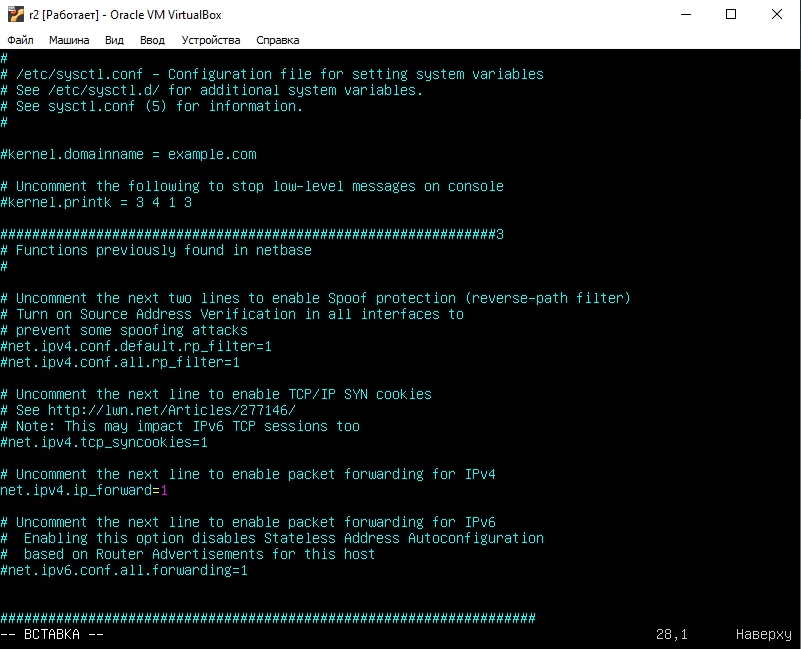 r2 [Работает] - Oracle VM VirtualBox
Файл Машина Вид Ввод Устройства Справка
#
# /etc/sysctl.conf - Configuration file for setting system variables
# See /etc/sysctl.d/ for additional system variables.
# See sysctl.conf (5) for information.
#
#kernel.domainname = example.com
# Uncomment the following to stop low-level messages on console
#kernel.printk = 3 4 1 3
##############################################################3
# Functions previously found in netbase
#
# Uncomment the next two lines to enable Spoof protection (reverse-path filter)
# Turn on Source Address Verification in all interfaces to
# prevent some spoofing attacks
#net.ipv4.conf.default.rp_filter=1
#net.ipv4.conf.all.rp_filter=1
# Uncomment the next line to enable TCP/IP SYN cookies
# See http://lwn.net/Articles/277146/
# Note: This may impact IPv6 TCP sessions too
#net.ipv4.tcp_syncookies=1
# Uncomment the next line to enable packet forwarding for IPv4
net.ipv4.ip_forward=1
# Uncomment the next line to enable packet forwarding for IPv6
#  Enabling this option disables Stateless Address Autoconfiguration
#  based on Router Advertisements for this host
#net.ipv6.conf.all.forwarding=1
###################################################################
-- ВСТАВКА -- 28,1 Наверху